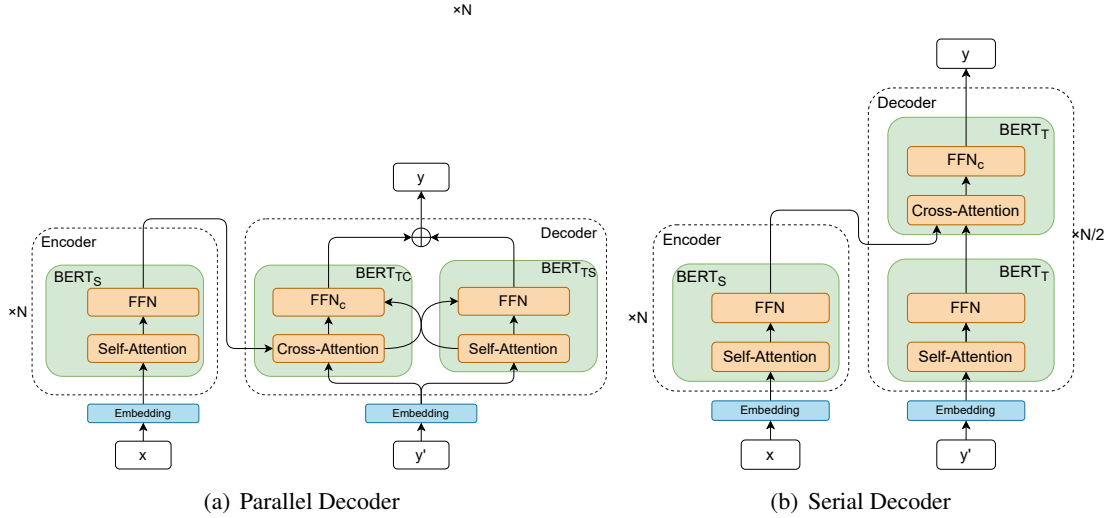 ×N
y
Encoder
Decoder
BERTS
BERTTC
BERTTS
×N
FFN
FFNc
FFN
Self-Attention
Cross-Attention
Self-Attention
Embedding
Embedding
x
y'
(a) Parallel Decoder
y
Decoder
BERTT
FFNc
Cross-Attention
×N/2
Encoder
BERTS
BERTT
×N
FFN
FFN
Self-Attention
Self-Attention
Embedding
Embedding
x
y'
(b) Serial Decoder